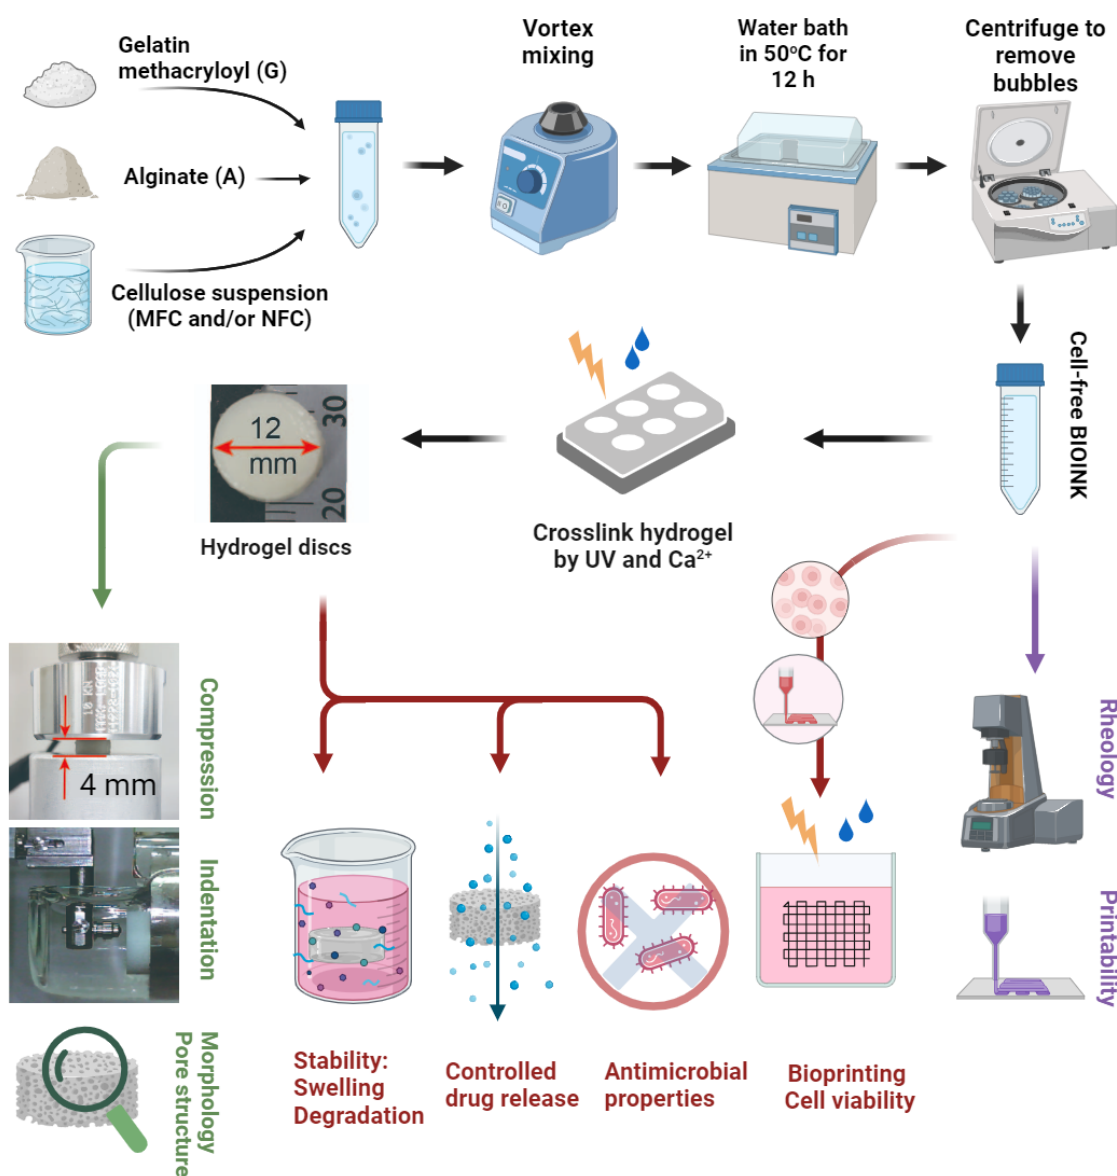 Gelatin
methacryloyl (G)
Vortex
mixing
Water bath
in 50°C for
12 h
Centrifuge to
remove
bubbles
Alginate (A)
Cellulose suspension
(MFC and/or NFC)
Cell-free BIOINK
12
mm
30
20
Hydrogel discs
Crosslink hydrogel
by UV and Ca²⁺
Compression
10 KN
4 mm
Indentation
Morphology
Pore structure
Stability:
Swelling
Degradation
Controlled
drug release
Antimicrobial
properties
Bioprinting
Cell viability
Rheology
Printability